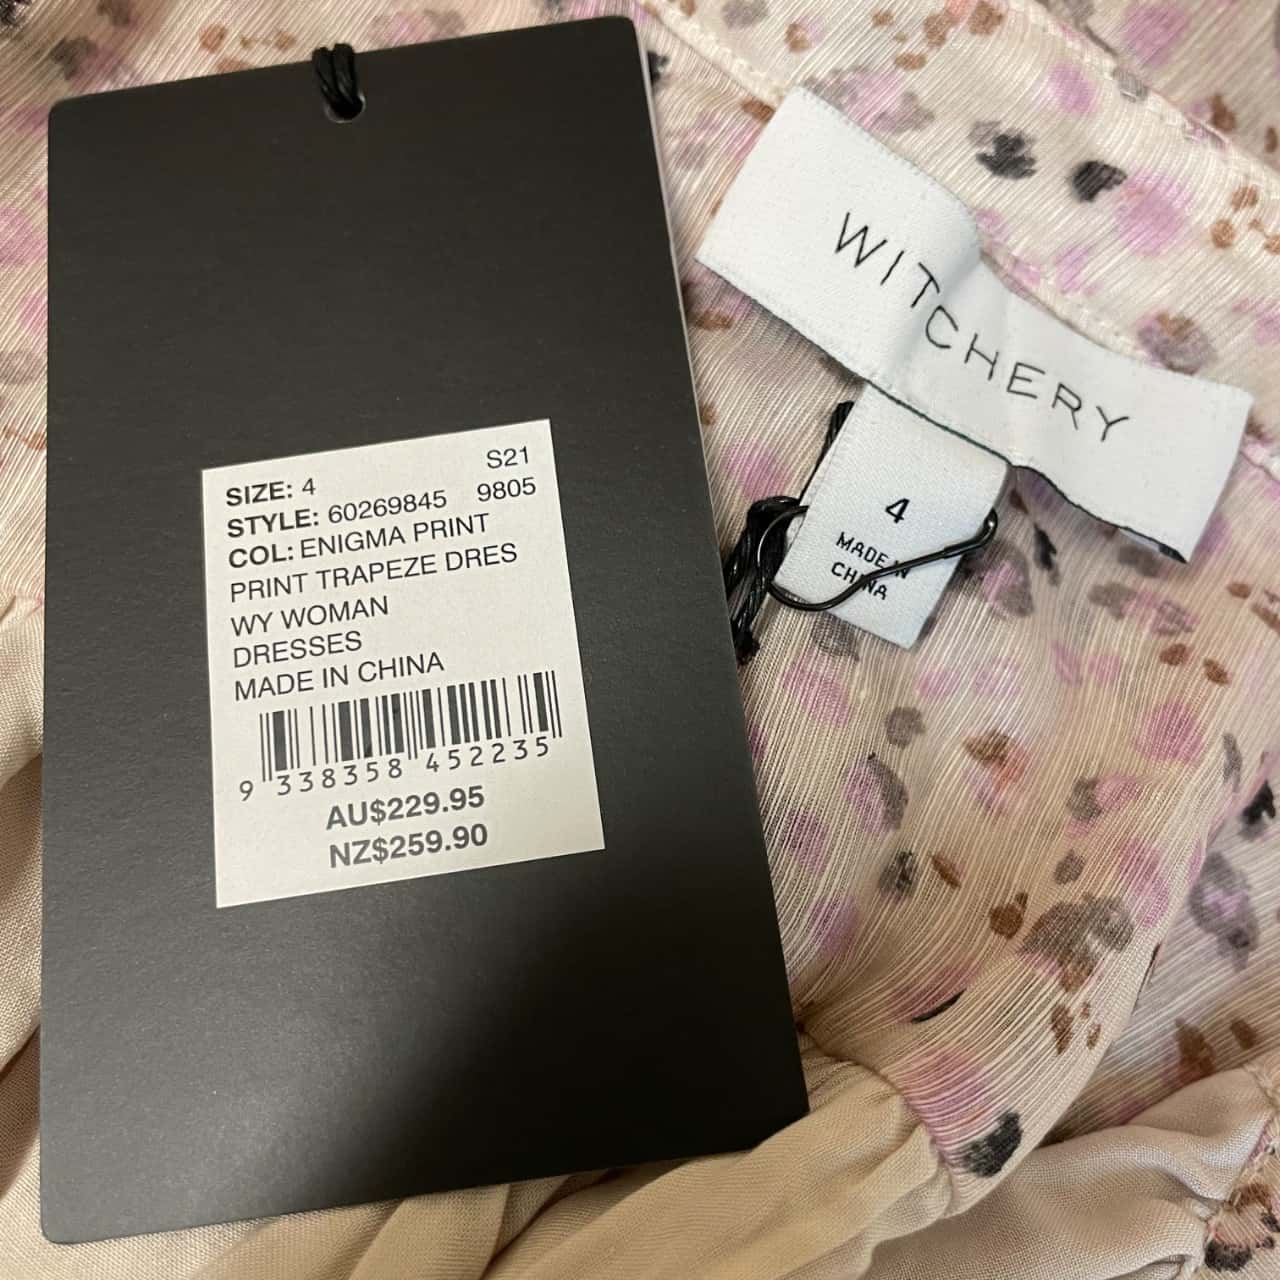 S21
SIZE: 4
STYLE: 60269845 9805
COL: ENIGMA PRINT
PRINT TRAPEZE DRES
WY WOMAN
DRESSES
MADE IN CHINA
9 338358 452235
AU$229.95
NZ$259.90
WITCHERY
4
MADE IN
CHINA